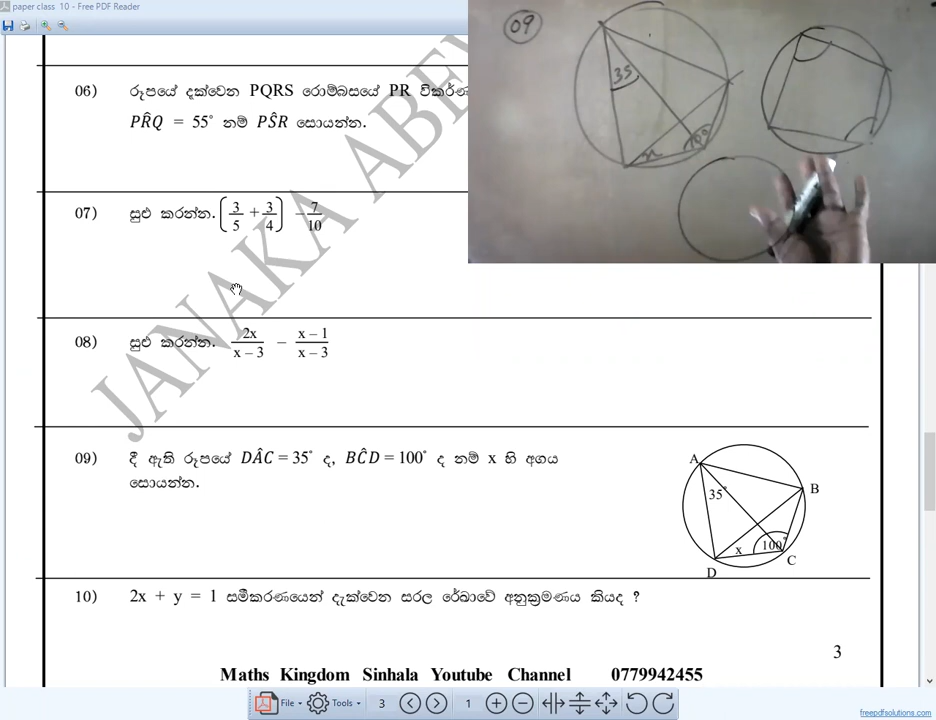 paper class 10 - Free PDF Reader
09
35
100
x
06) රූපයේ දැක්වෙන PQRS රොම්බසයේ PR විකර්ණ
PR̂Q = 55° නම් PŜR සොයන්න.
07) සුළු කරන්න. (3/5 + 3/4) − 7/10
08) සුළු කරන්න. 2x/(x – 3) – (x – 1)/(x – 3)
09) දී ඇති රූපයේ DÂC = 35° ද, BĈD = 100° ද නම් x හි අගය
සොයන්න.
A
B
35°
x
100°
C
D
10) 2x + y = 1 සමීකරණයෙන් දැක්වෙන සරල රේඛාවේ අනුක්‍රමණය කියද ?
3
Maths Kingdom Sinhala Youtube Channel 0779942455
JANAKA ABE
File
Tools
3
1
freepdfsolutions.com